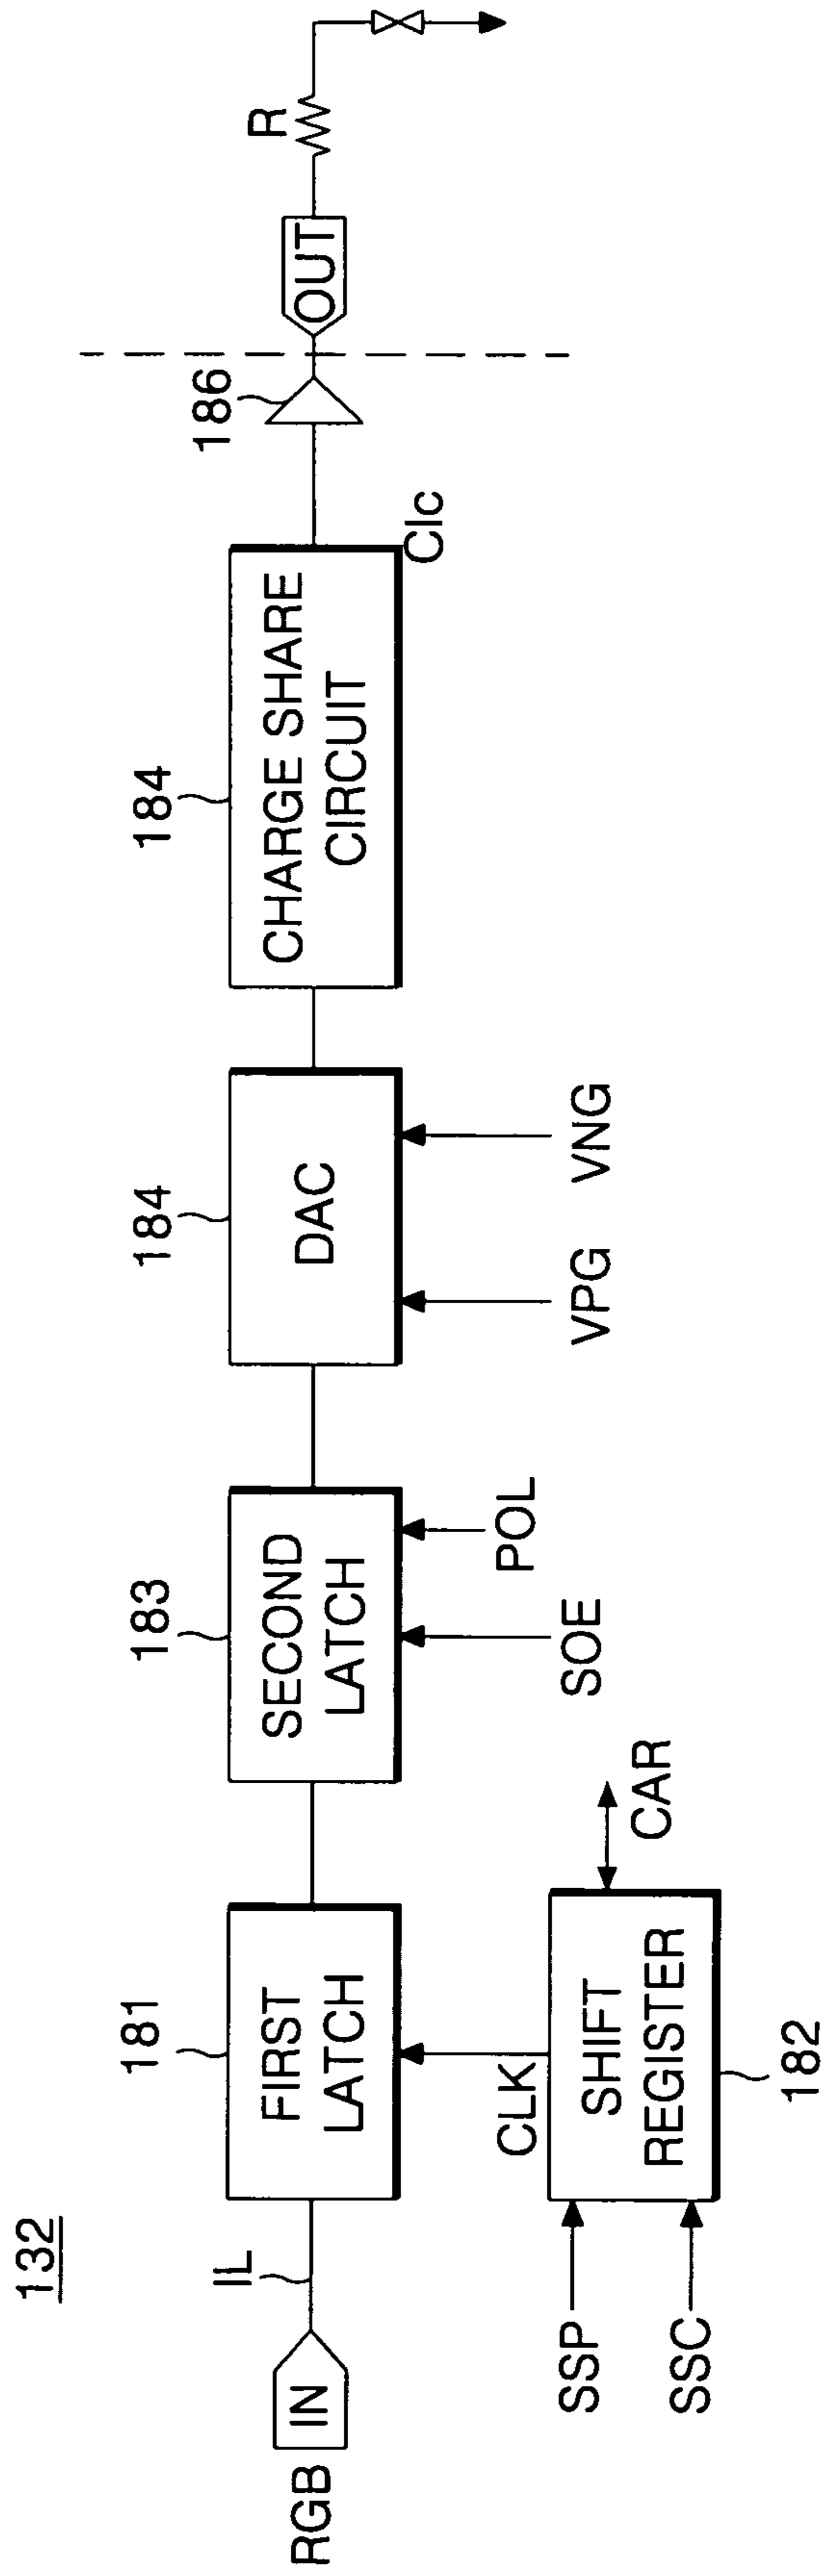 132
RGB
IN
IL
181
FIRST
LATCH
CLK
SSP
SSC
SHIFT
REGISTER
182
CAR
183
SECOND
LATCH
SOE
POL
184
DAC
VPG
VNG
184
CHARGE SHARE
CIRCUIT
Clc
186
OUT
R